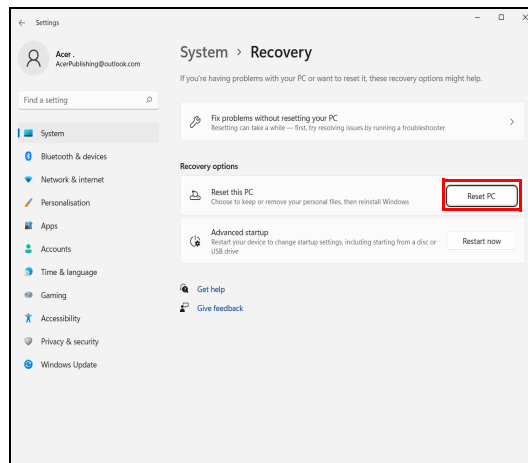 Settings
Acer .
AcerPublishing@outlook.com
Find a setting
System
Bluetooth & devices
Network & internet
Personalisation
Apps
Accounts
Time & language
Gaming
Accessibility
Privacy & security
Windows Update
System > Recovery
If you're having problems with your PC or want to reset it, these recovery options might help.
Fix problems without resetting your PC
Resetting can take a while — first, try resolving issues by running a troubleshooter
Recovery options
Reset this PC
Choose to keep or remove your personal files, then reinstall Windows
Reset PC
Advanced startup
Restart your device to change startup settings, including starting from a disc or
USB drive
Restart now
Get help
Give feedback